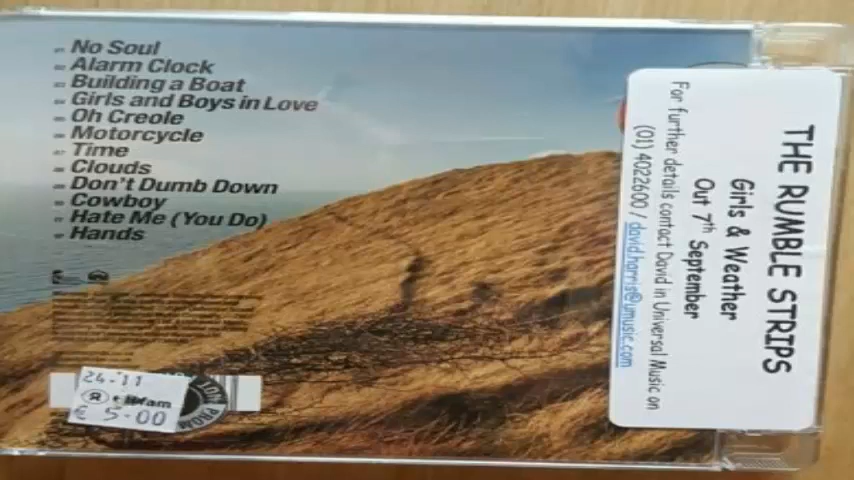 No Soul
Alarm Clock
Building a Boat
Girls and Boys in Love
Oh Creole
Motorcycle
Time
Clouds
Don't Dumb Down
Cowboy
Hate Me (You Do)
Hands
THE RUMBLE STRIPS
Girls & Weather
Out 7th September
For further details contact David in Universal Music on
(01) 4022600 / david.harris@umusic.com
24-11
€ 5-00